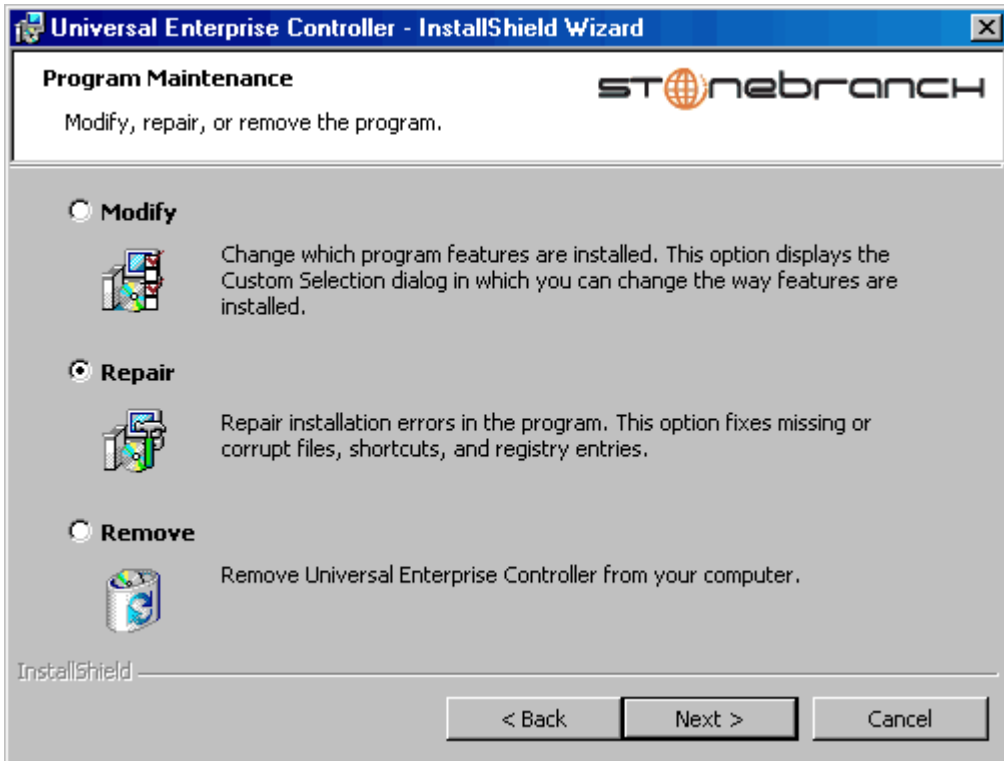 Universal Enterprise Controller - InstallShield Wizard
Program Maintenance
Modify, repair, or remove the program.
STONEBRANCH
Modify
Change which program features are installed. This option displays the
Custom Selection dialog in which you can change the way features are
installed.
Repair
Repair installation errors in the program. This option fixes missing or
corrupt files, shortcuts, and registry entries.
Remove
Remove Universal Enterprise Controller from your computer.
InstallShield
< Back
Next >
Cancel